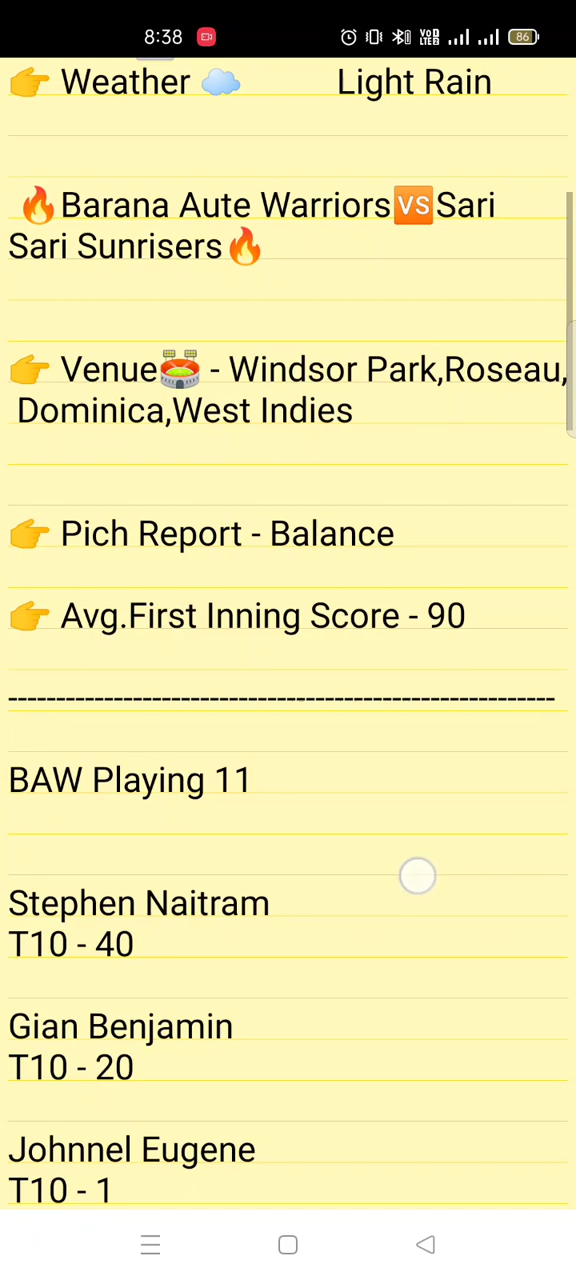 8:38 VoD LTE 86
👉 Weather ☁️ Light Rain
🔥Barana Aute Warriors🆚Sari
Sari Sunrisers🔥
👉 Venue🏟️ - Windsor Park,Roseau,
Dominica,West Indies
👉 Pich Report - Balance
👉 Avg.First Inning Score - 90
---------------------------------------------------------
BAW Playing 11
Stephen Naitram
T10 - 40
Gian Benjamin
T10 - 20
Johnnel Eugene
T10 - 1